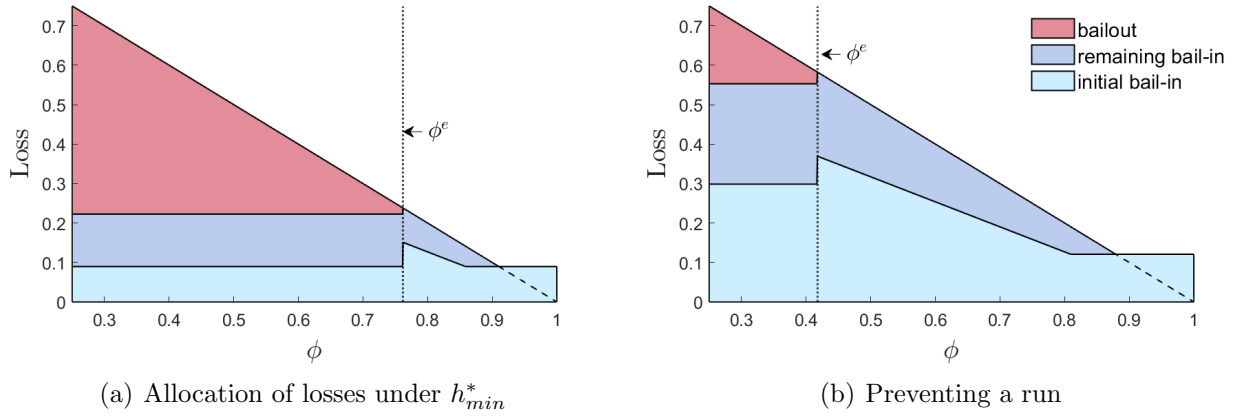 0.7
0.6
0.5
0.4
0.3
0.2
0.1
0
Loss
← ϕᵉ
0.3 0.4 0.5 0.6 0.7 0.8 0.9 1
ϕ
(a) Allocation of losses under h*min
0.7
0.6
0.5
0.4
0.3
0.2
0.1
0
Loss
← ϕᵉ
bailout
remaining bail-in
initial bail-in
0.3 0.4 0.5 0.6 0.7 0.8 0.9 1
ϕ
(b) Preventing a run